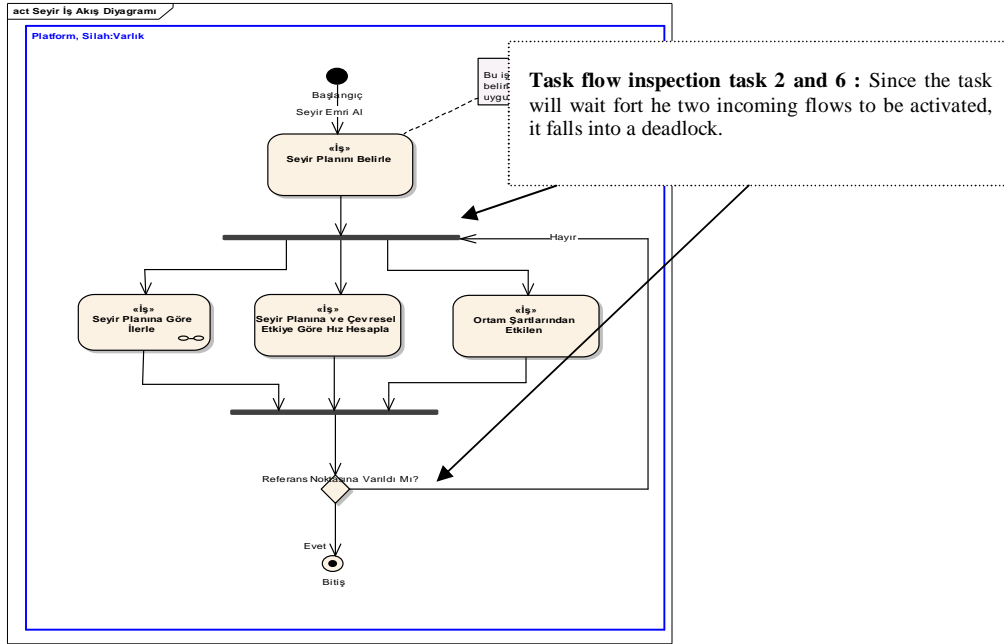 act Seyir İş Akış Diyagramı
Platform, Silah:Varlık
Başlangıç
Seyir Emri Al
Bu iş
Task flow inspection task 2 and 6 : Since the task
will wait fort he two incoming flows to be activated,
it falls into a deadlock.
«İş»
Seyir Planını Belirle
Hayır
«İş»
Seyir Planına Göre
İlerle
«İş»
Seyir Planına ve Çevresel
Etkiye Göre Hız Hesapla
«İş»
Ortam Şartlarından
Etkilen
Referans Noktasına Varıldı Mı?
Evet
Bitiş